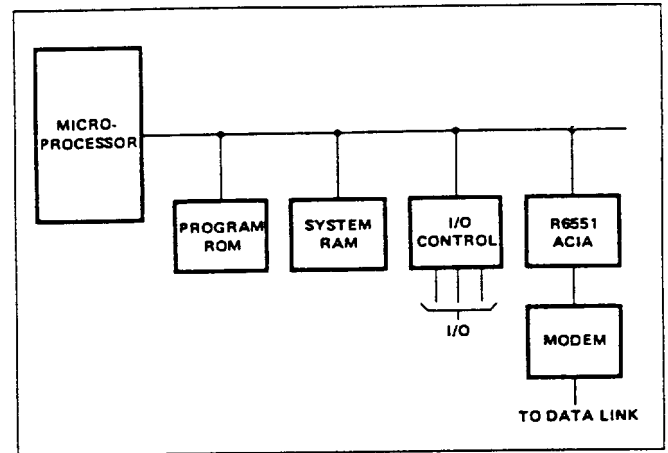 MICRO-
PROCESSOR
PROGRAM
ROM
SYSTEM
RAM
I/O
CONTROL
R6551
ACIA
I/O
MODEM
TO DATA LINK